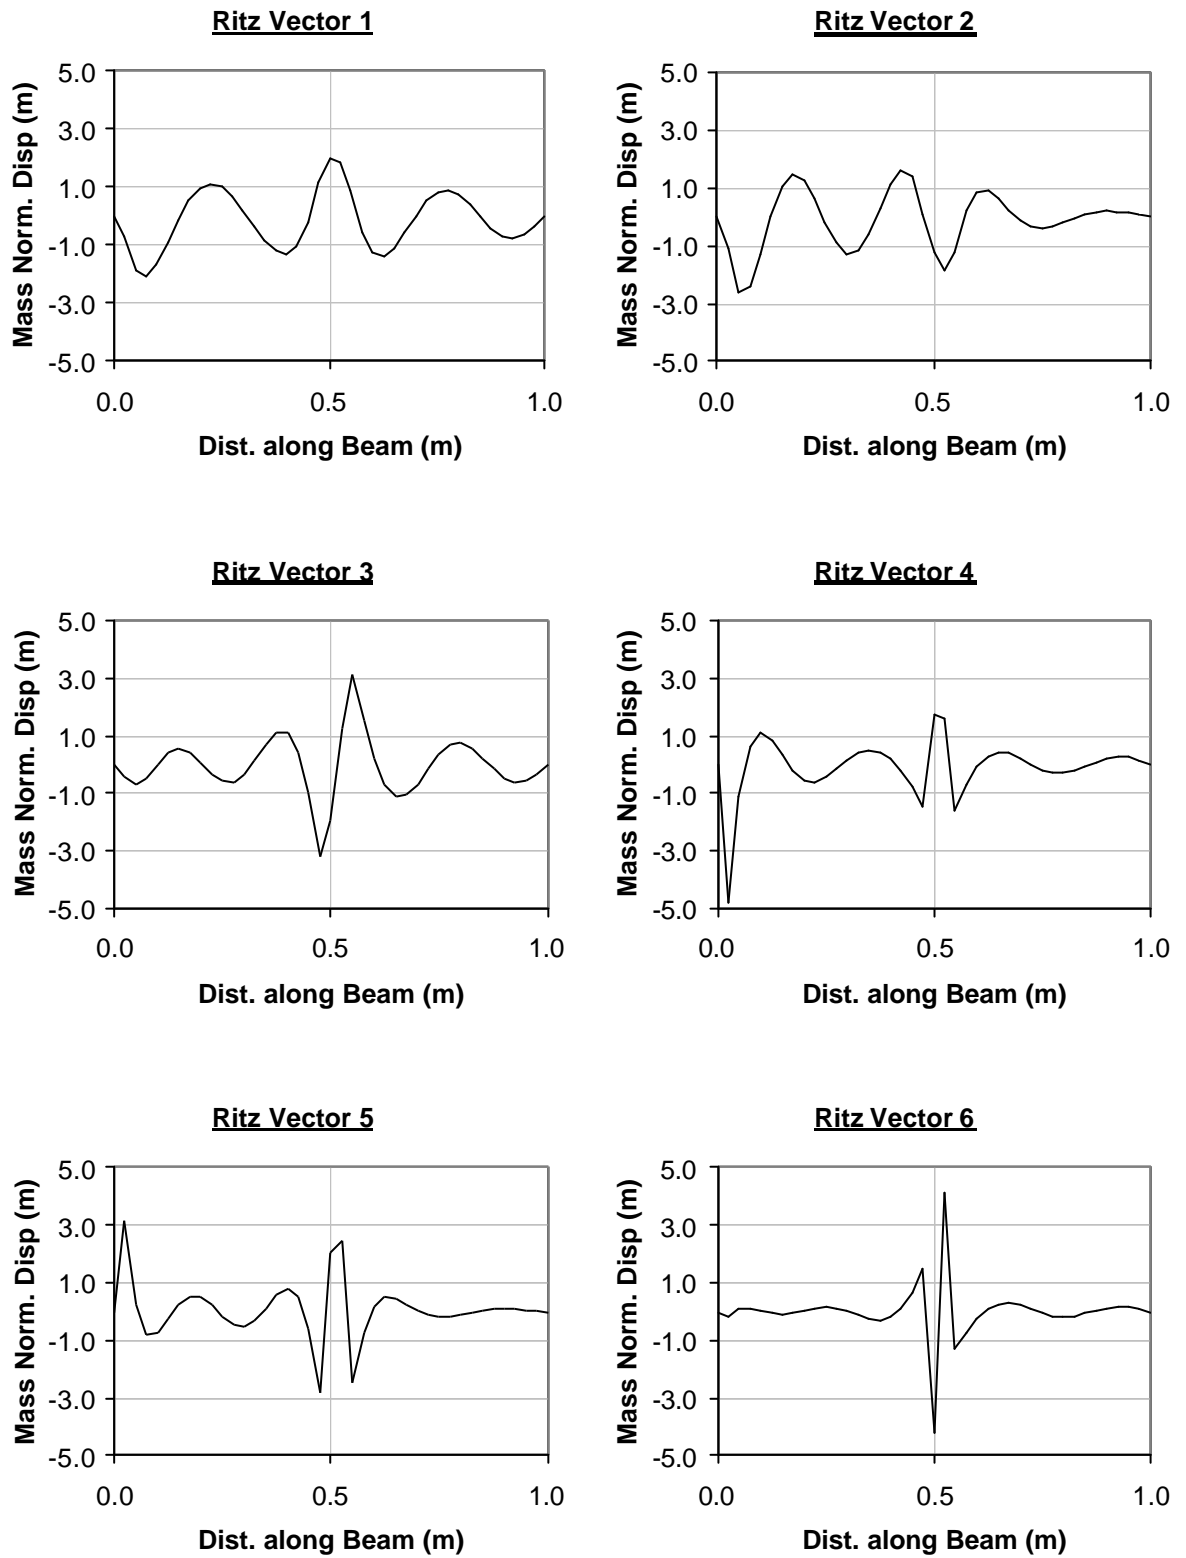 Ritz Vector 1
Mass Norm. Disp (m)
5.0
3.0
1.0
-1.0
-3.0
-5.0
0.0 0.5 1.0
Dist. along Beam (m)
Ritz Vector 2
Mass Norm. Disp (m)
5.0
3.0
1.0
-1.0
-3.0
-5.0
0.0 0.5 1.0
Dist. along Beam (m)
Ritz Vector 3
Mass Norm. Disp (m)
5.0
3.0
1.0
-1.0
-3.0
-5.0
0.0 0.5 1.0
Dist. along Beam (m)
Ritz Vector 4
Mass Norm. Disp (m)
5.0
3.0
1.0
-1.0
-3.0
-5.0
0.0 0.5 1.0
Dist. along Beam (m)
Ritz Vector 5
Mass Norm. Disp (m)
5.0
3.0
1.0
-1.0
-3.0
-5.0
0.0 0.5 1.0
Dist. along Beam (m)
Ritz Vector 6
Mass Norm. Disp (m)
5.0
3.0
1.0
-1.0
-3.0
-5.0
0.0 0.5 1.0
Dist. along Beam (m)